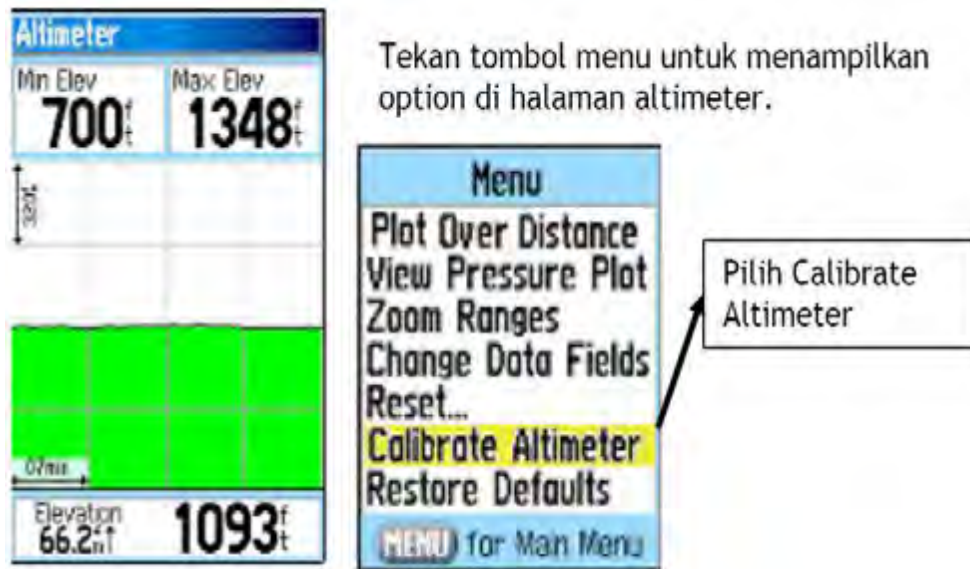 Altimeter
Min Elev
Max Elev
700ft
1348ft
07min
Elevation
1093ft
Tekan tombol menu untuk menampilkan
option di halaman altimeter.
Menu
Plot Over Distance
View Pressure Plot
Zoom Ranges
Change Data Fields
Reset...
Calibrate Altimeter
Restore Defaults
MENU for Main Menu
Pilih Calibrate
Altimeter